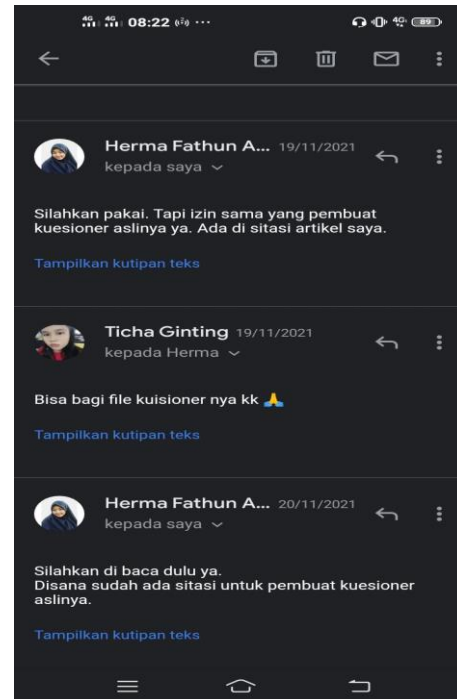 4G 4G 08:22 ··· 4G 89
Herma Fathun A... 19/11/2021
kepada saya
Silahkan pakai. Tapi izin sama yang pembuat
kuesioner aslinya ya. Ada di sitasi artikel saya.
Tampilkan kutipan teks
Ticha Ginting 19/11/2021
kepada Herma
Bisa bagi file kuisioner nya kk 🙏
Tampilkan kutipan teks
Herma Fathun A... 20/11/2021
kepada saya
Silahkan di baca dulu ya.
Disana sudah ada sitasi untuk pembuat kuesioner
aslinya.
Tampilkan kutipan teks